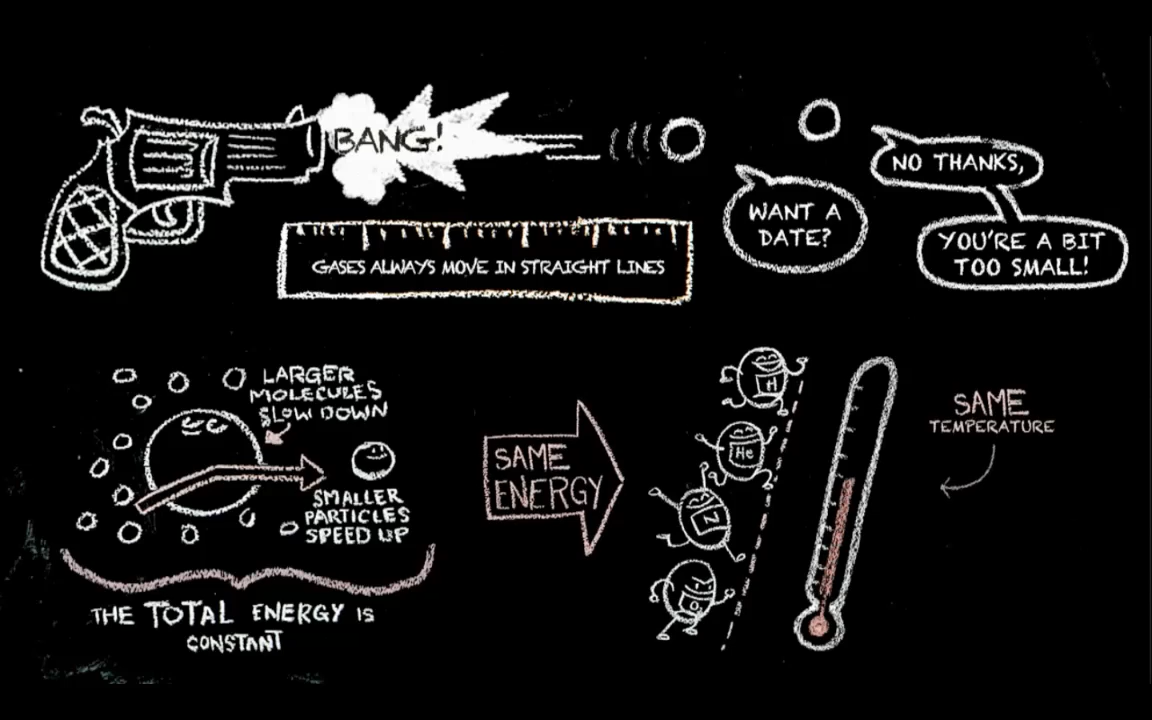 BANG!
GASES ALWAYS MOVE IN STRAIGHT LINES
WANT A
DATE?
NO THANKS,
YOU'RE A BIT
TOO SMALL!
LARGER
MOLECULES
SLOW DOWN
SMALLER
PARTICLES
SPEED UP
THE TOTAL ENERGY IS
CONSTANT
SAME
ENERGY
H
He
N
SAME
TEMPERATURE